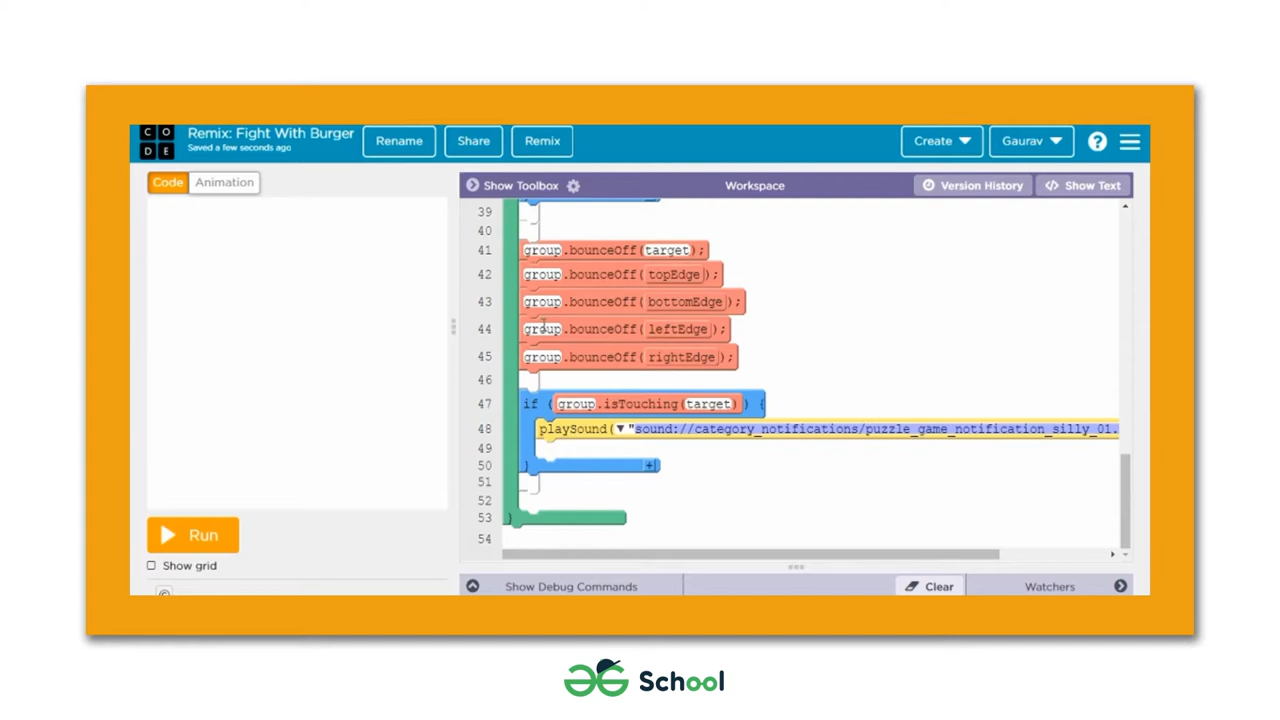 CODE
Remix: Fight With Burger
Saved a few seconds ago
Rename
Share
Remix
Create
Gaurav
?
Code
Animation
Show Toolbox
Workspace
Version History
</> Show Text
39
40
41 group.bounceOff(target);
42 group.bounceOff( topEdge );
43 group.bounceOff( bottomEdge );
44 group.bounceOff( leftEdge );
45 group.bounceOff( rightEdge );
46
47 if ( group.isTouching(target) ) {
48 playSound( "sound://category_notifications/puzzle_game_notification_silly_01.
49
50 } +
51
52
53 }
54
Run
Show grid
©
Show Debug Commands
Clear
Watchers
School